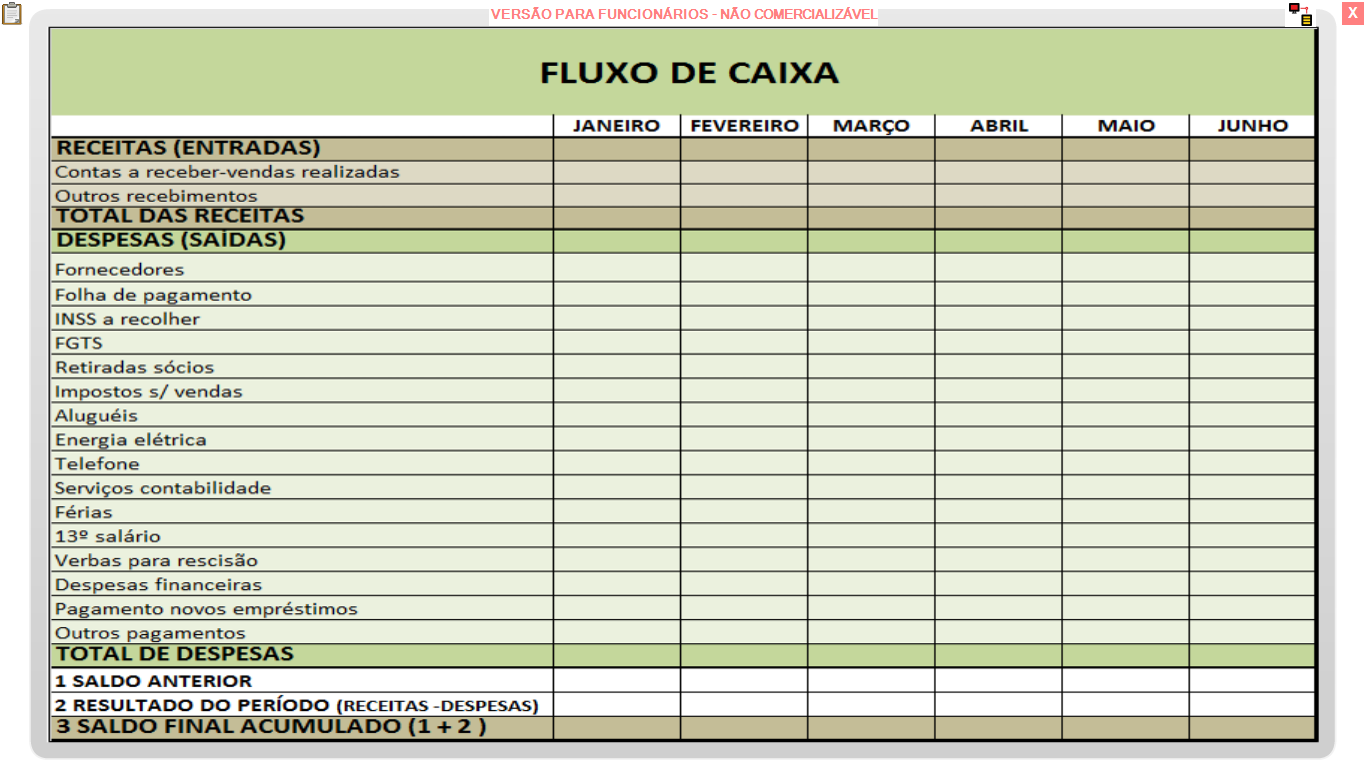 VERSÃO PARA FUNCIONÁRIOS - NÃO COMERCIALIZÁVEL
X
FLUXO DE CAIXA
JANEIRO FEVEREIRO MARÇO ABRIL MAIO JUNHO
RECEITAS (ENTRADAS)
Contas a receber-vendas realizadas
Outros recebimentos
TOTAL DAS RECEITAS
DESPESAS (SAÍDAS)
Fornecedores
Folha de pagamento
INSS a recolher
FGTS
Retiradas sócios
Impostos s/ vendas
Aluguéis
Energia elétrica
Telefone
Serviços contabilidade
Férias
13º salário
Verbas para rescisão
Despesas financeiras
Pagamento novos empréstimos
Outros pagamentos
TOTAL DE DESPESAS
1 SALDO ANTERIOR
2 RESULTADO DO PERÍODO (RECEITAS -DESPESAS)
3 SALDO FINAL ACUMULADO (1 + 2 )